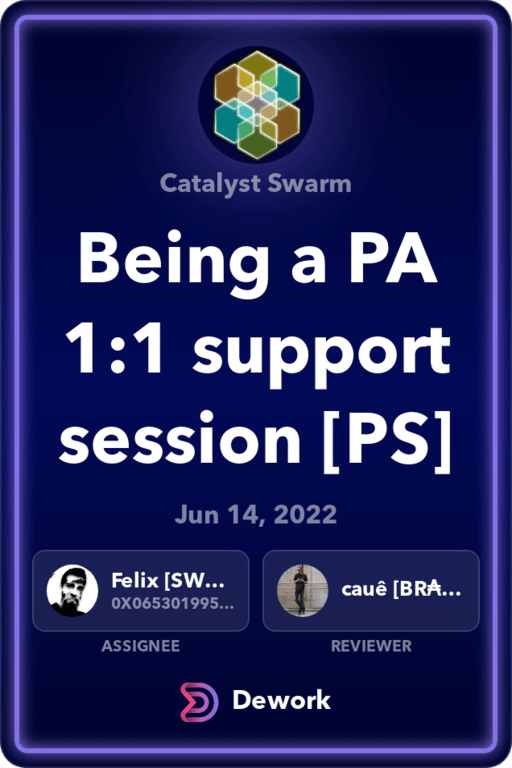 Catalyst Swarm
Being a PA
1:1 support
session [PS]
Jun 14, 2022
Felix [SW...
0X065301995...
ASSIGNEE
cauê [BR₳...
REVIEWER
Dework